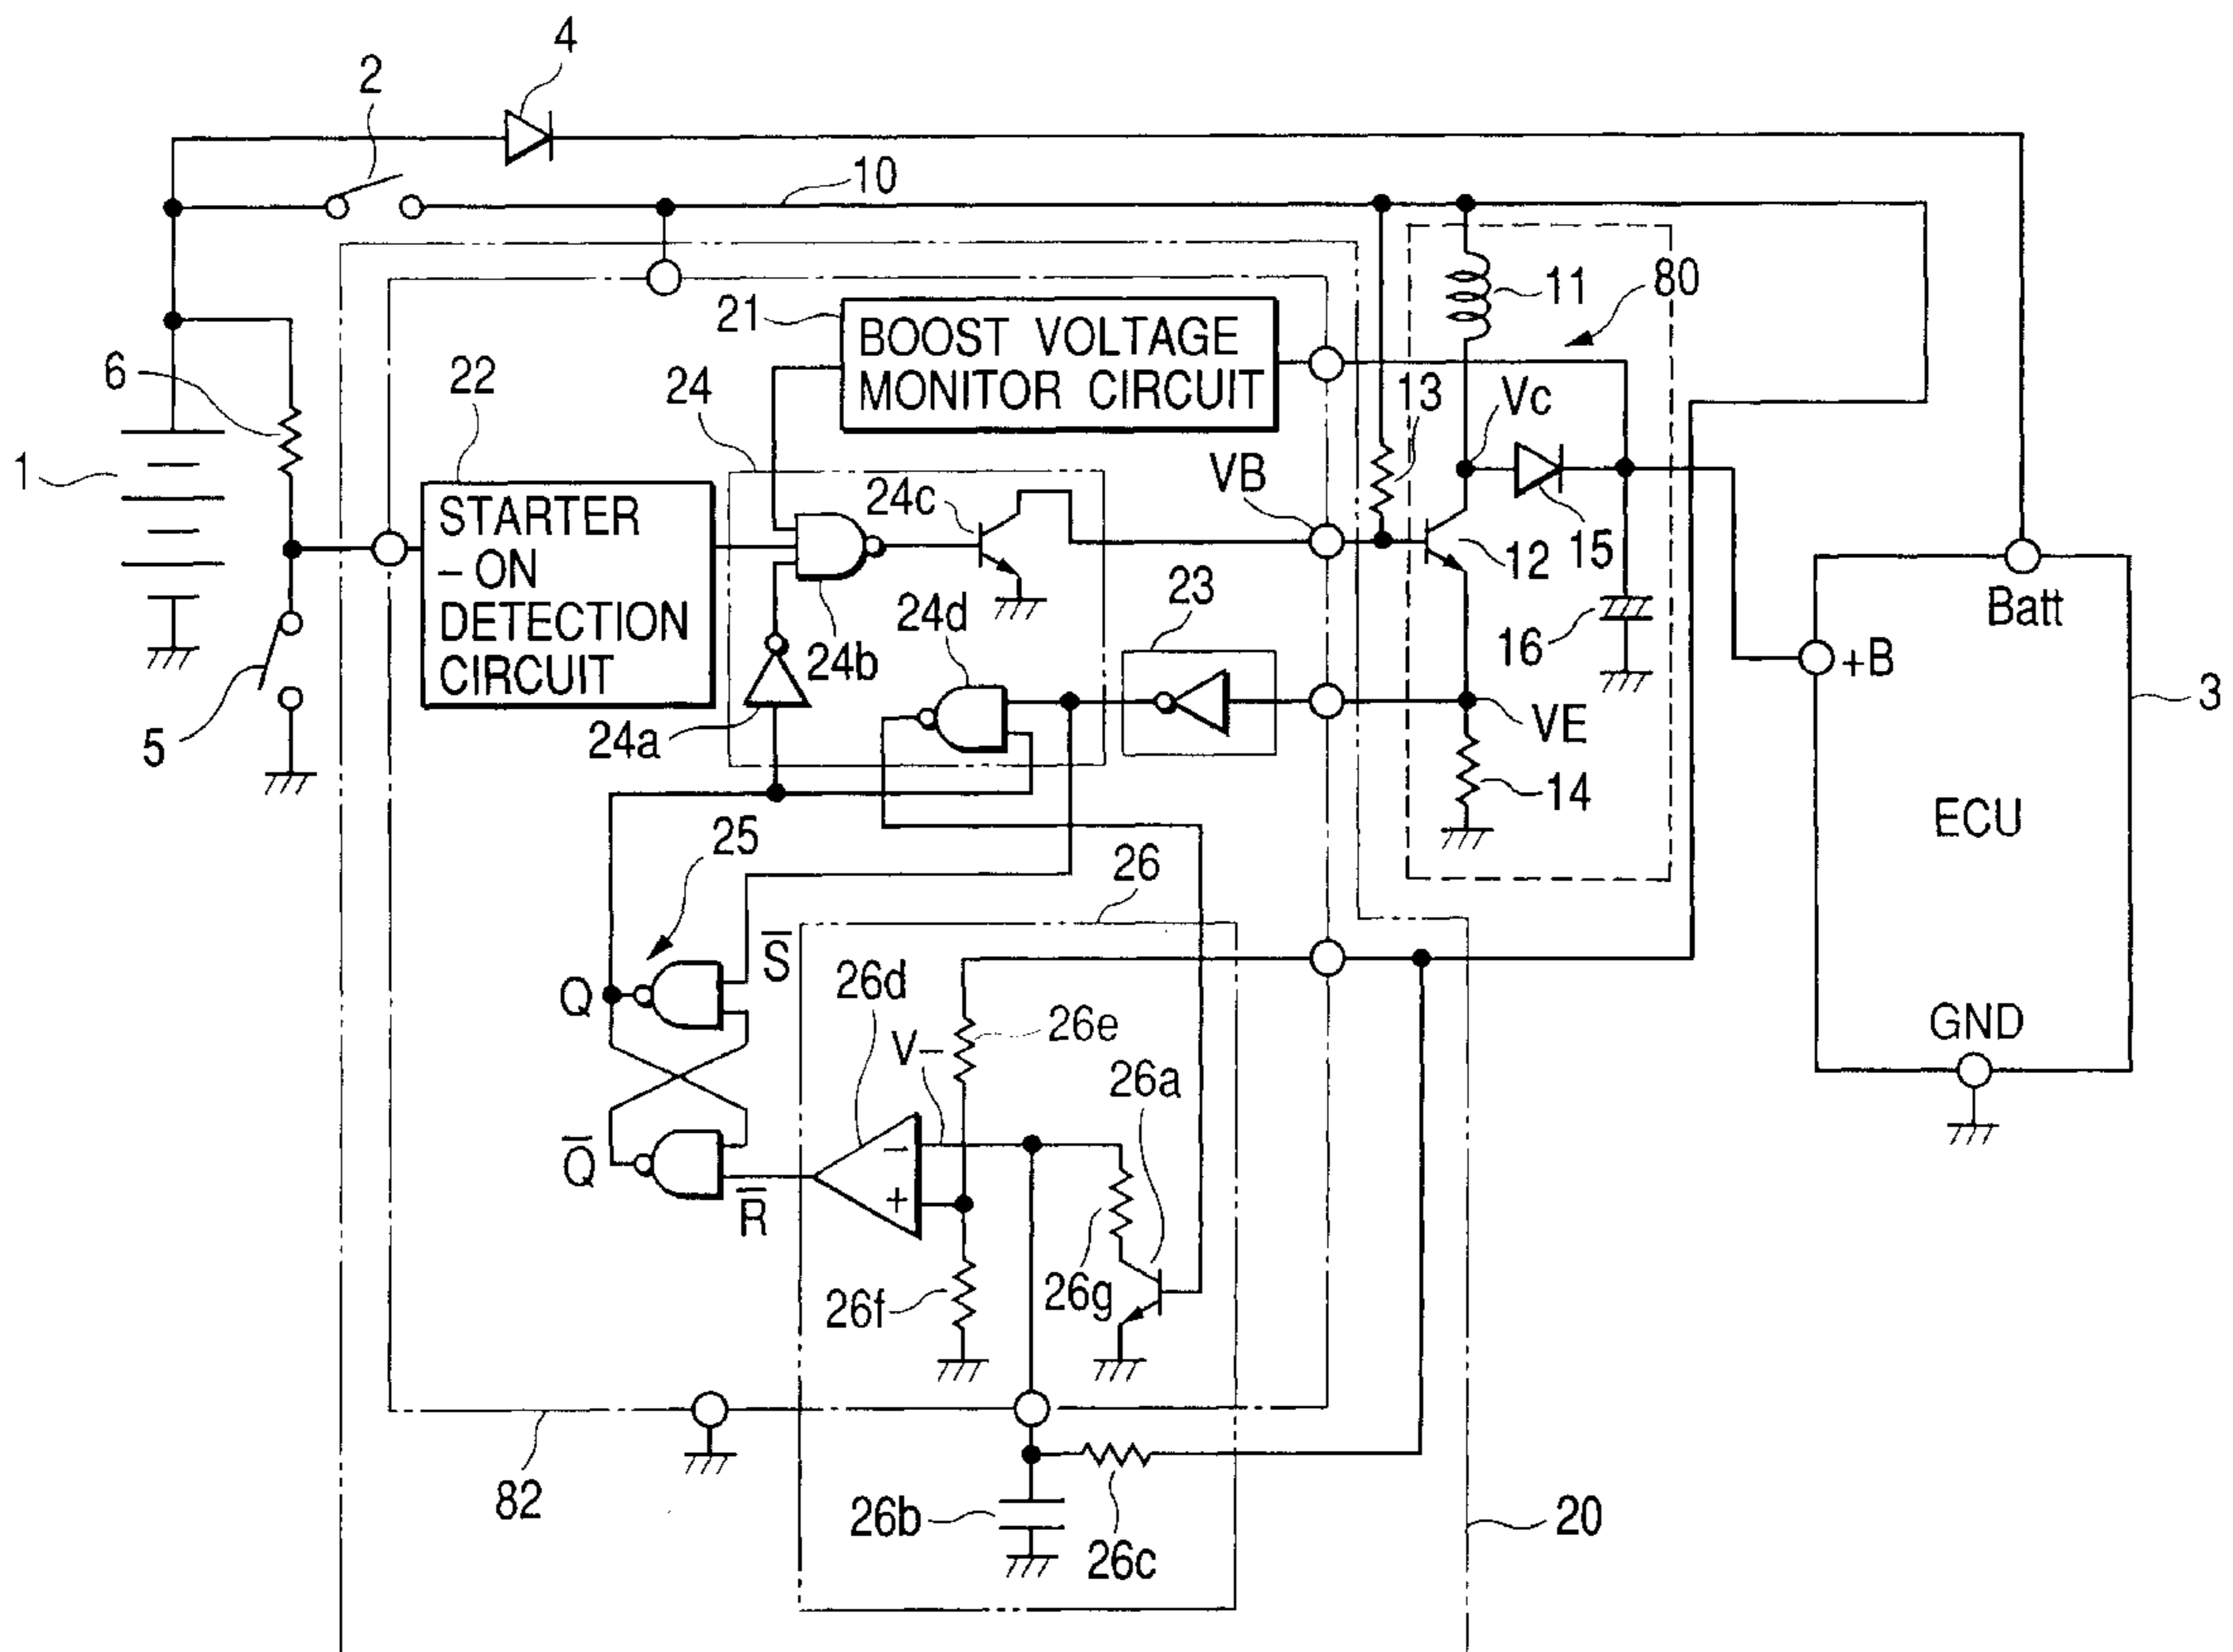 4
2
10
21
BOOST VOLTAGE
MONITOR CIRCUIT
11
80
6
22
24
13
Vc
1
STARTER
– ON
DETECTION
CIRCUIT
24c
VB
12
15
23
24d
24b
16
Batt
+B
3
5
24a
VE
14
ECU
25
26
S̅
Q
26d
V–
26e
26a
GND
–
+
Q̅
R̅
26f
26g
82
26b
26c
20